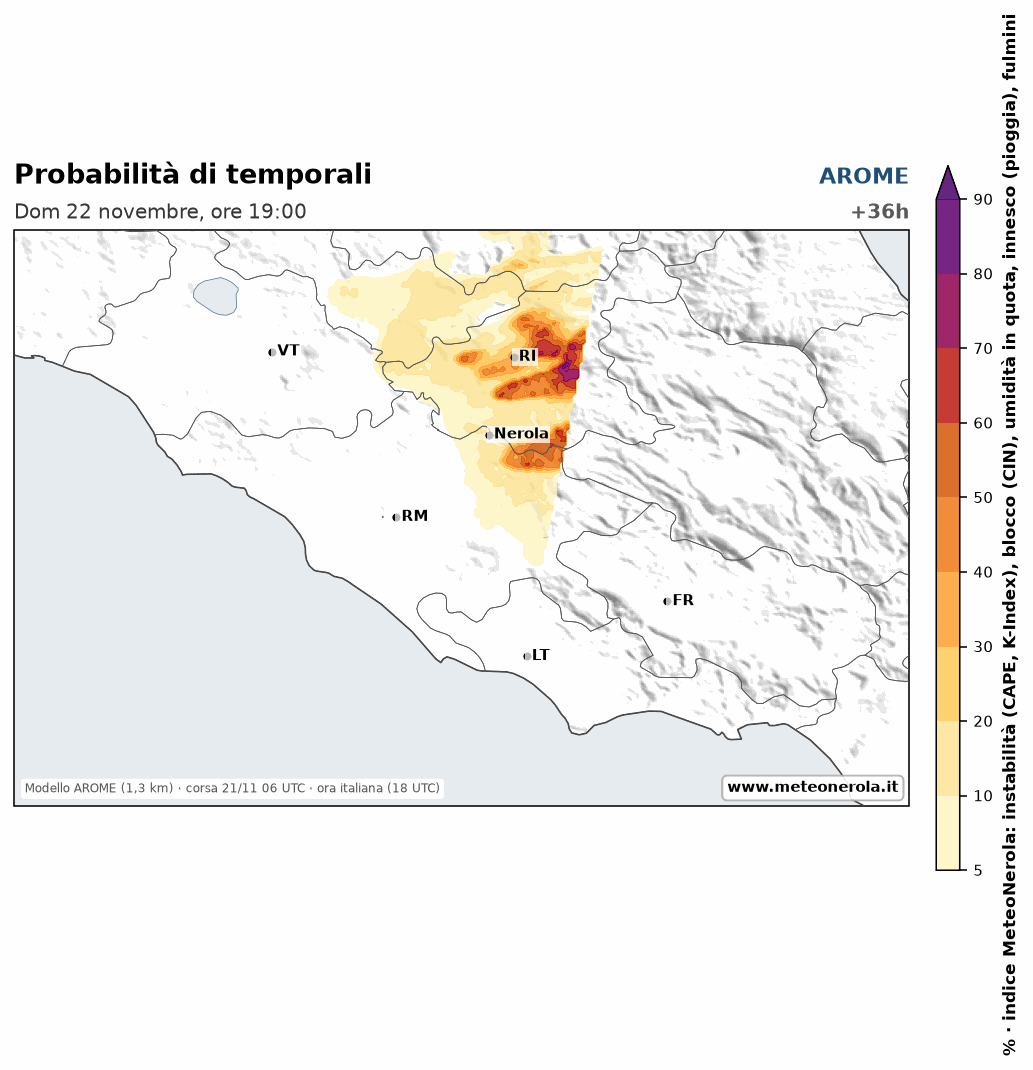 Probabilità di temporali
AROME
Dom 22 novembre, ore 19:00
+36h
VT
RI
Nerola
RM
FR
LT
Modello AROME (1,3 km) · corsa 21/11 06 UTC · ora italiana (18 UTC)
www.meteonerola.it
90
80
70
60
50
40
30
20
10
5
% · indice MeteoNerola: instabilità (CAPE, K-Index), blocco (CIN), umidità in quota, innesco (pioggia), fulmini